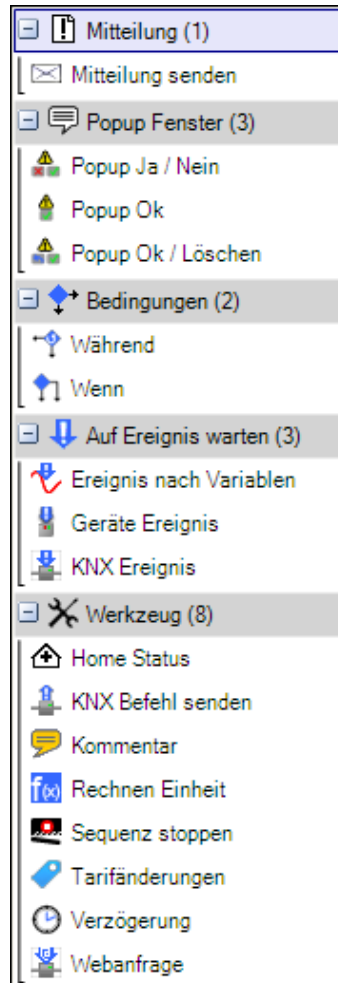 Mitteilung (1)
Mitteilung senden
Popup Fenster (3)
Popup Ja / Nein
Popup Ok
Popup Ok / Löschen
Bedingungen (2)
Während
Wenn
Auf Ereignis warten (3)
Ereignis nach Variablen
Geräte Ereignis
KNX Ereignis
Werkzeug (8)
Home Status
KNX Befehl senden
Kommentar
f(x) Rechnen Einheit
Sequenz stoppen
Tarifänderungen
Verzögerung
Webanfrage